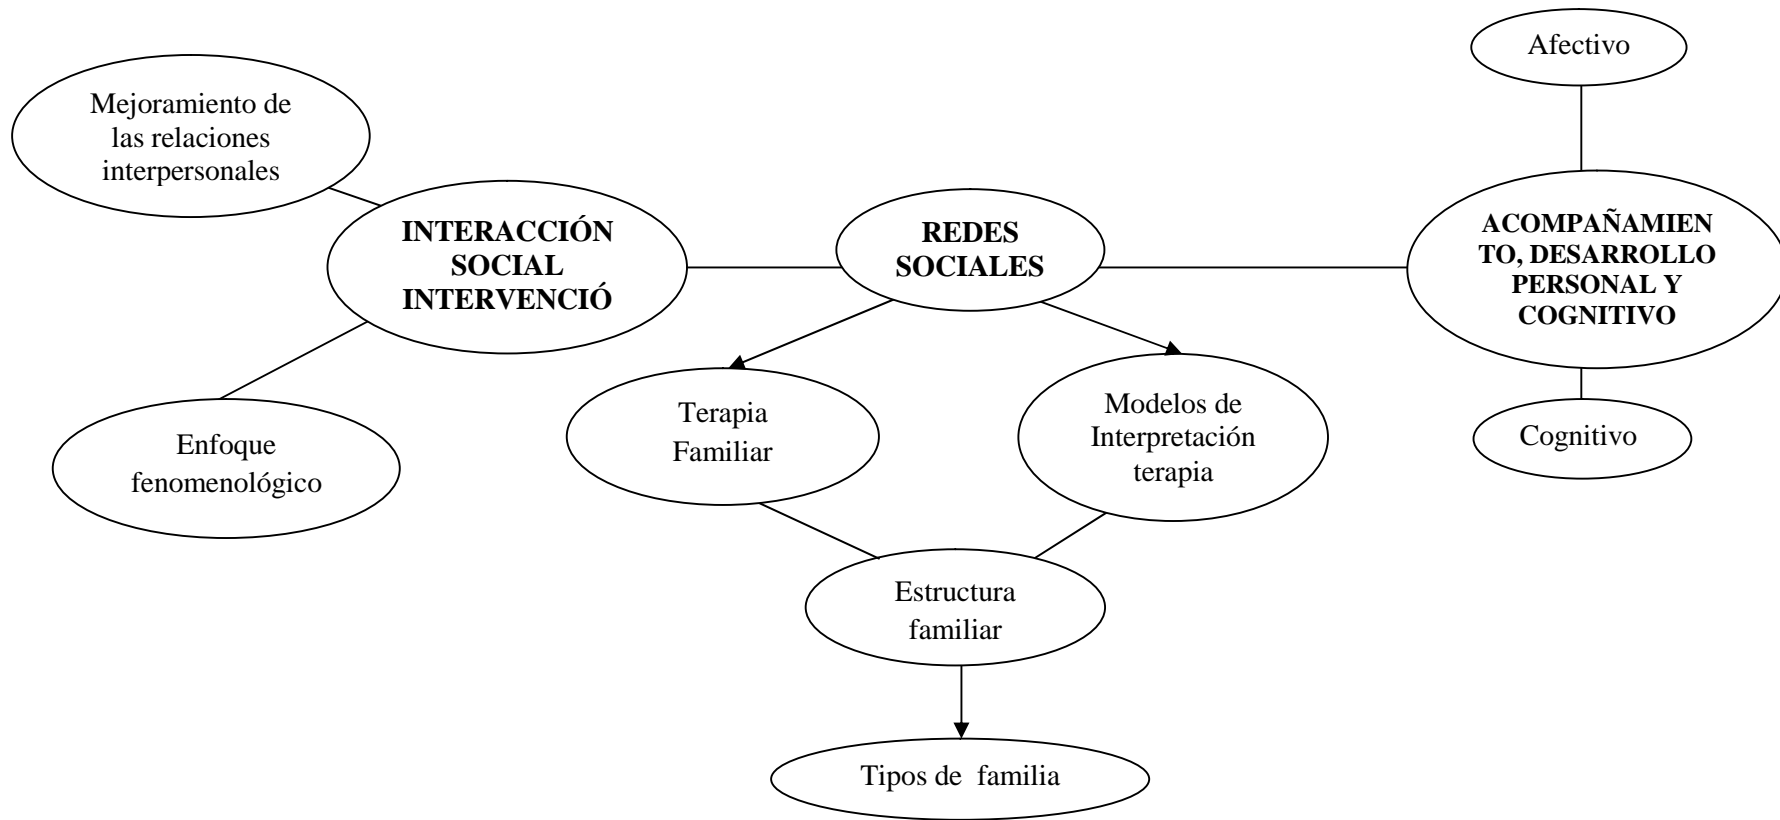 Afectivo
Mejoramiento de
las relaciones
interpersonales
INTERACCIÓN
SOCIAL
INTERVENCIÓ
REDES
SOCIALES
ACOMPAÑAMIEN
TO, DESARROLLO
PERSONAL Y
COGNITIVO
Terapia
Familiar
Modelos de
Interpretación
terapia
Cognitivo
Enfoque
fenomenológico
Estructura
familiar
Tipos de  familia